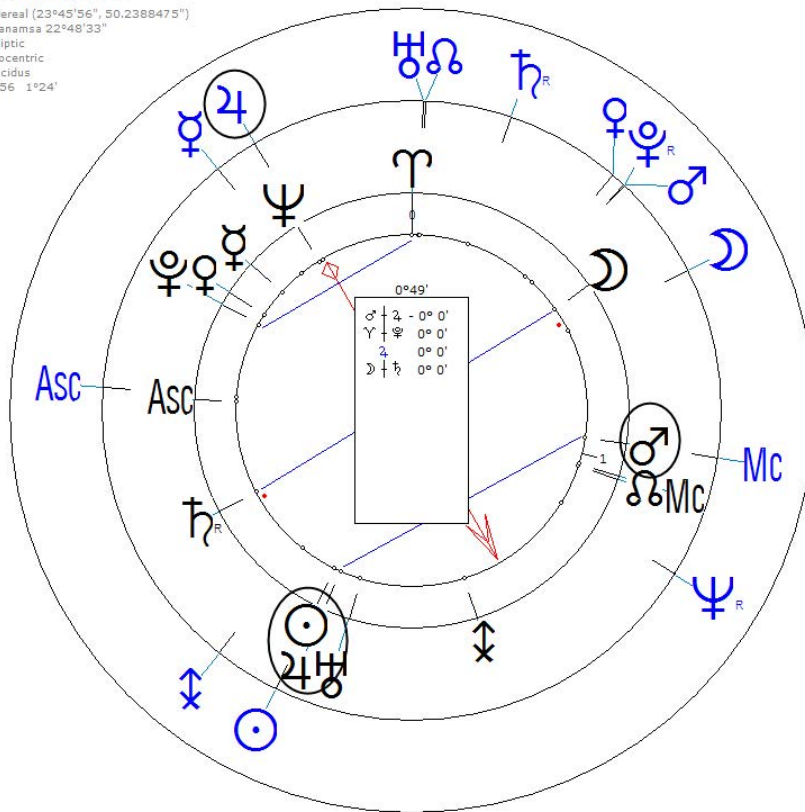 ereal (23°45'56", 50.2388475")
anamsa 22°48'33"
iptic
ocentric
cidus
56 1°24'
R
R
0
0°49'
♂ ┼ ♃ - 0° 0'
♈ ┼ 0° 0'
♃ 0° 0'
☽ ┼ ♄ 0° 0'
Asc
Asc
1
Mc
Mc
R
R